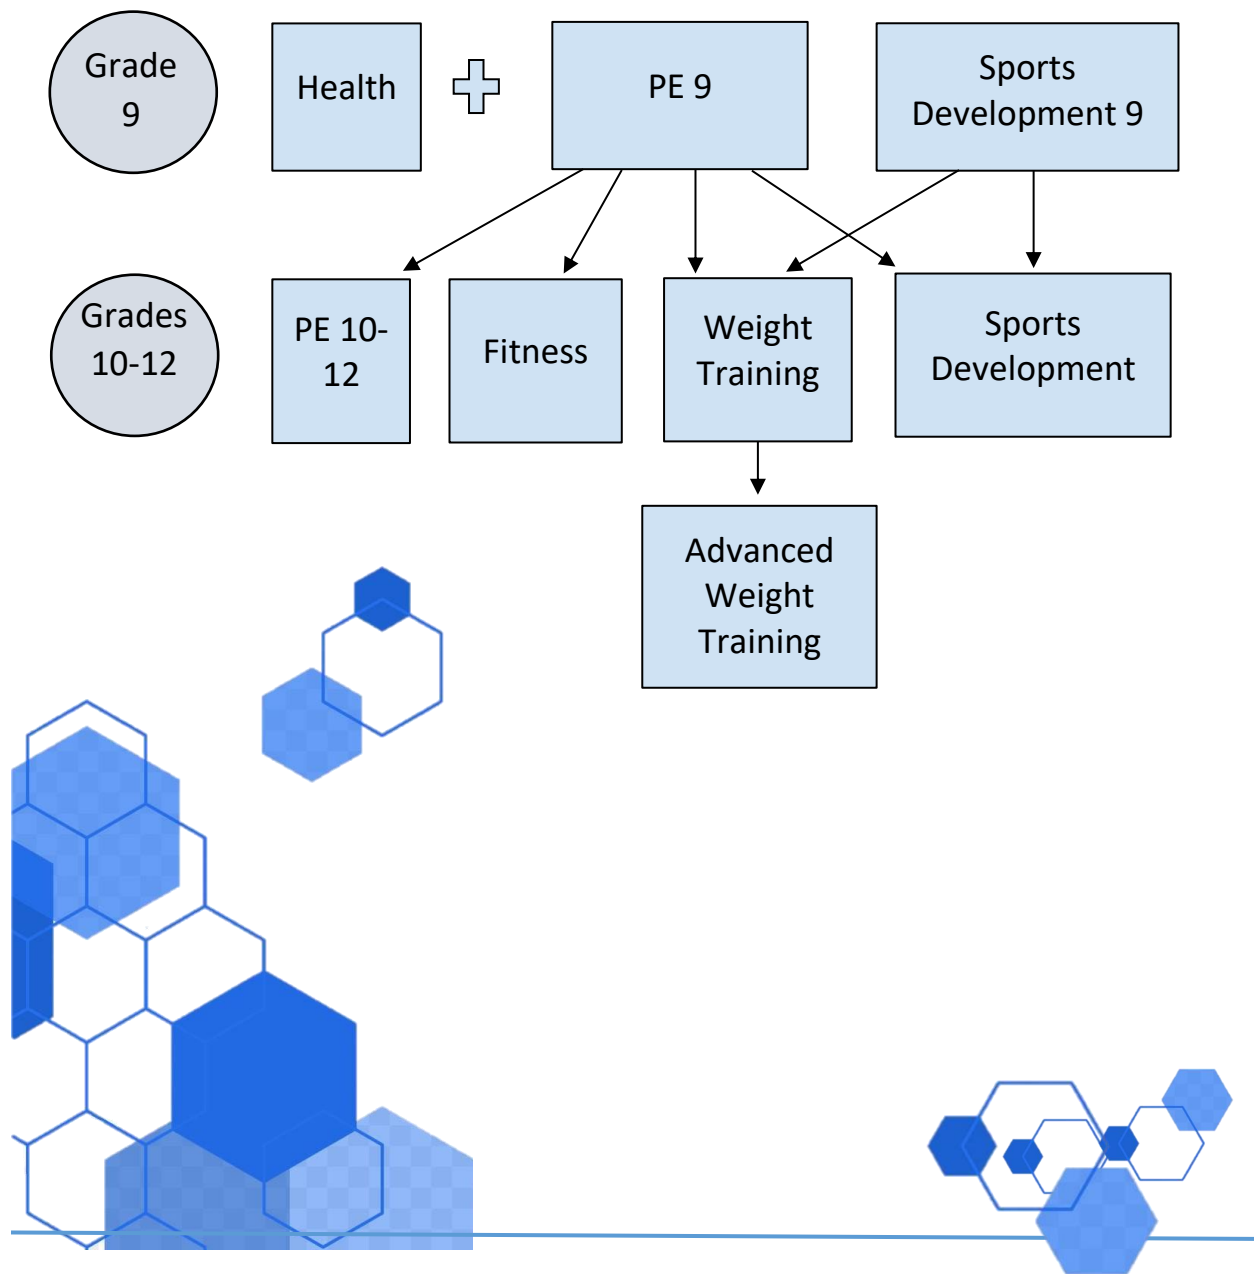 Grade
9
Health
PE 9
Sports
Development 9
Grades
10-12
PE 10-
12
Fitness
Weight
Training
Sports
Development
Advanced
Weight
Training